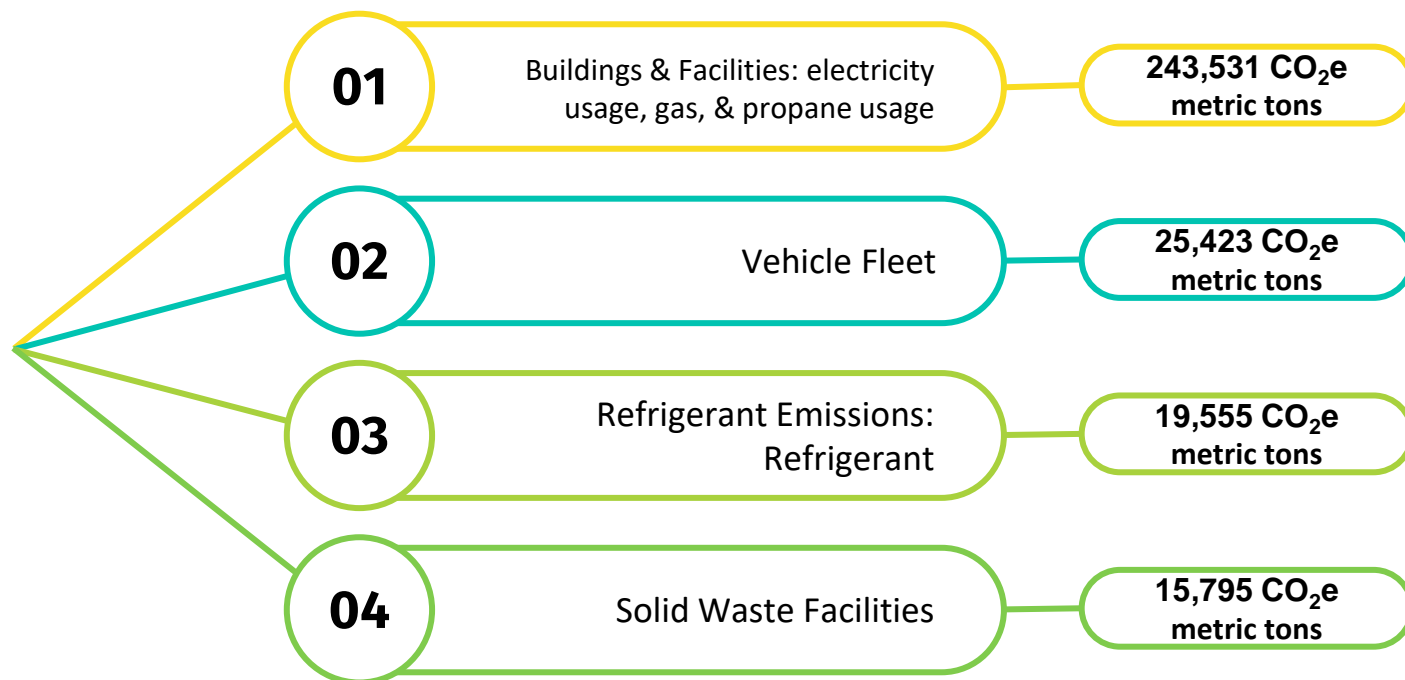 01
Buildings & Facilities: electricity
usage, gas, & propane usage
243,531 CO₂e
metric tons
02
Vehicle Fleet
25,423 CO₂e
metric tons
03
Refrigerant Emissions:
Refrigerant
19,555 CO₂e
metric tons
04
Solid Waste Facilities
15,795 CO₂e
metric tons